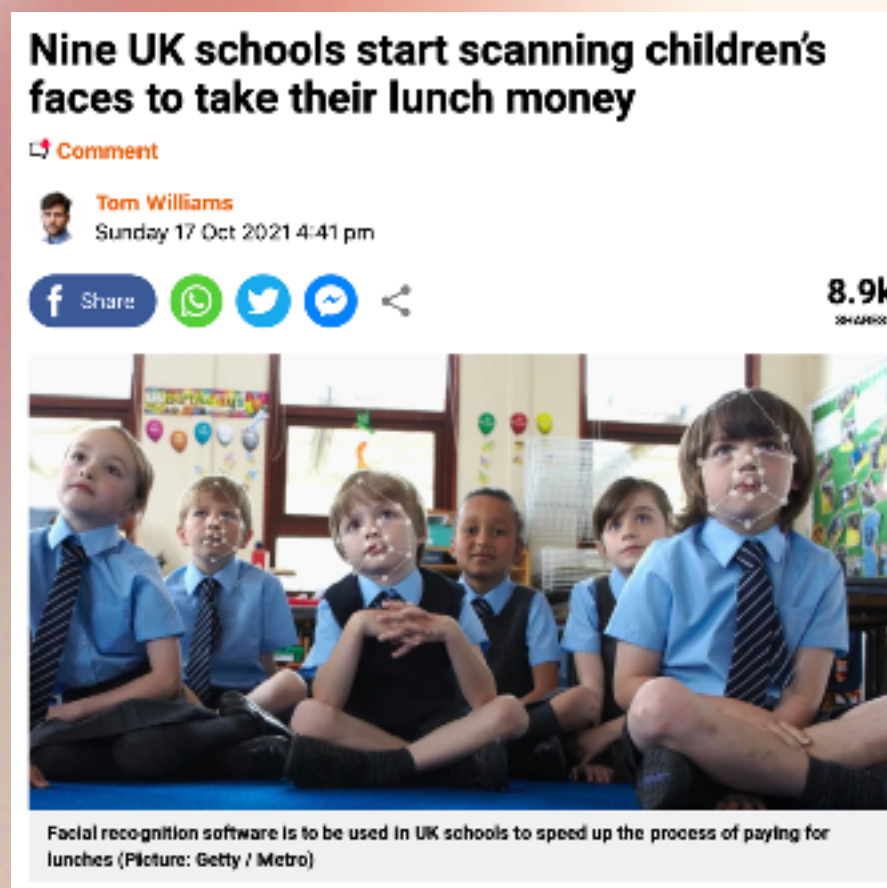 Nine UK schools start scanning children's
faces to take their lunch money
Comment
Tom Williams
Sunday 17 Oct 2021 4:41 pm
Share
8.9k
SHARES
Facial recognition software is to be used in UK schools to speed up the process of paying for
lunches (Picture: Getty / Metro)